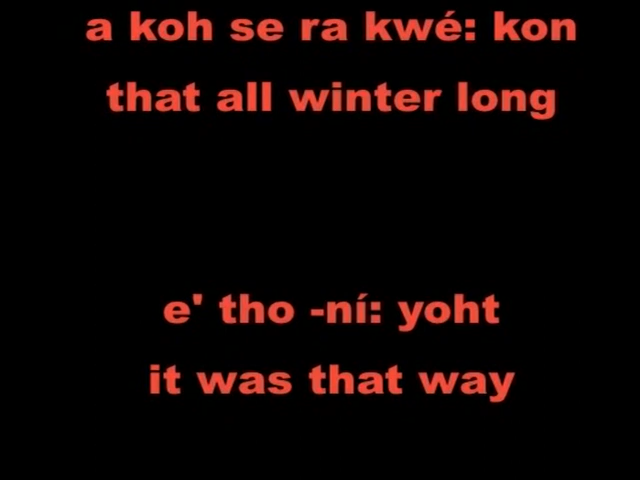 a koh se ra kwé: kon
that all winter long
e' tho -ní: yoht
it was that way